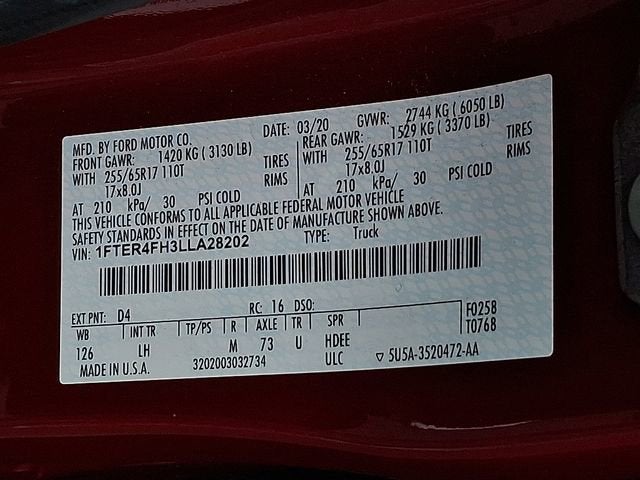 MFD. BY FORD MOTOR CO. DATE: 03/20 GVWR: 2744 KG ( 6050 LB)
FRONT GAWR: 1420 KG ( 3130 LB) REAR GAWR: 1529 KG ( 3370 LB)
WITH 255/65R17 110T TIRES WITH 255/65R17 110T TIRES
17x8.0J RIMS 17x8.0J RIMS
AT 210 kPa/ 30 PSI COLD AT 210 kPa/ 30 PSI COLD
THIS VEHICLE CONFORMS TO ALL APPLICABLE FEDERAL MOTOR VEHICLE
SAFETY STANDARDS IN EFFECT ON THE DATE OF MANUFACTURE SHOWN ABOVE.
VIN: 1FTER4FH3LLA28202 TYPE: Truck
EXT PNT: D4 RC: 16 DSO: F0258
WB INT TR TP/PS R AXLE TR SPR T0768
126 LH M 73 U HDEE
MADE IN U.S.A. 3202003032734 ULC ▽ 5U5A-3520472-AA